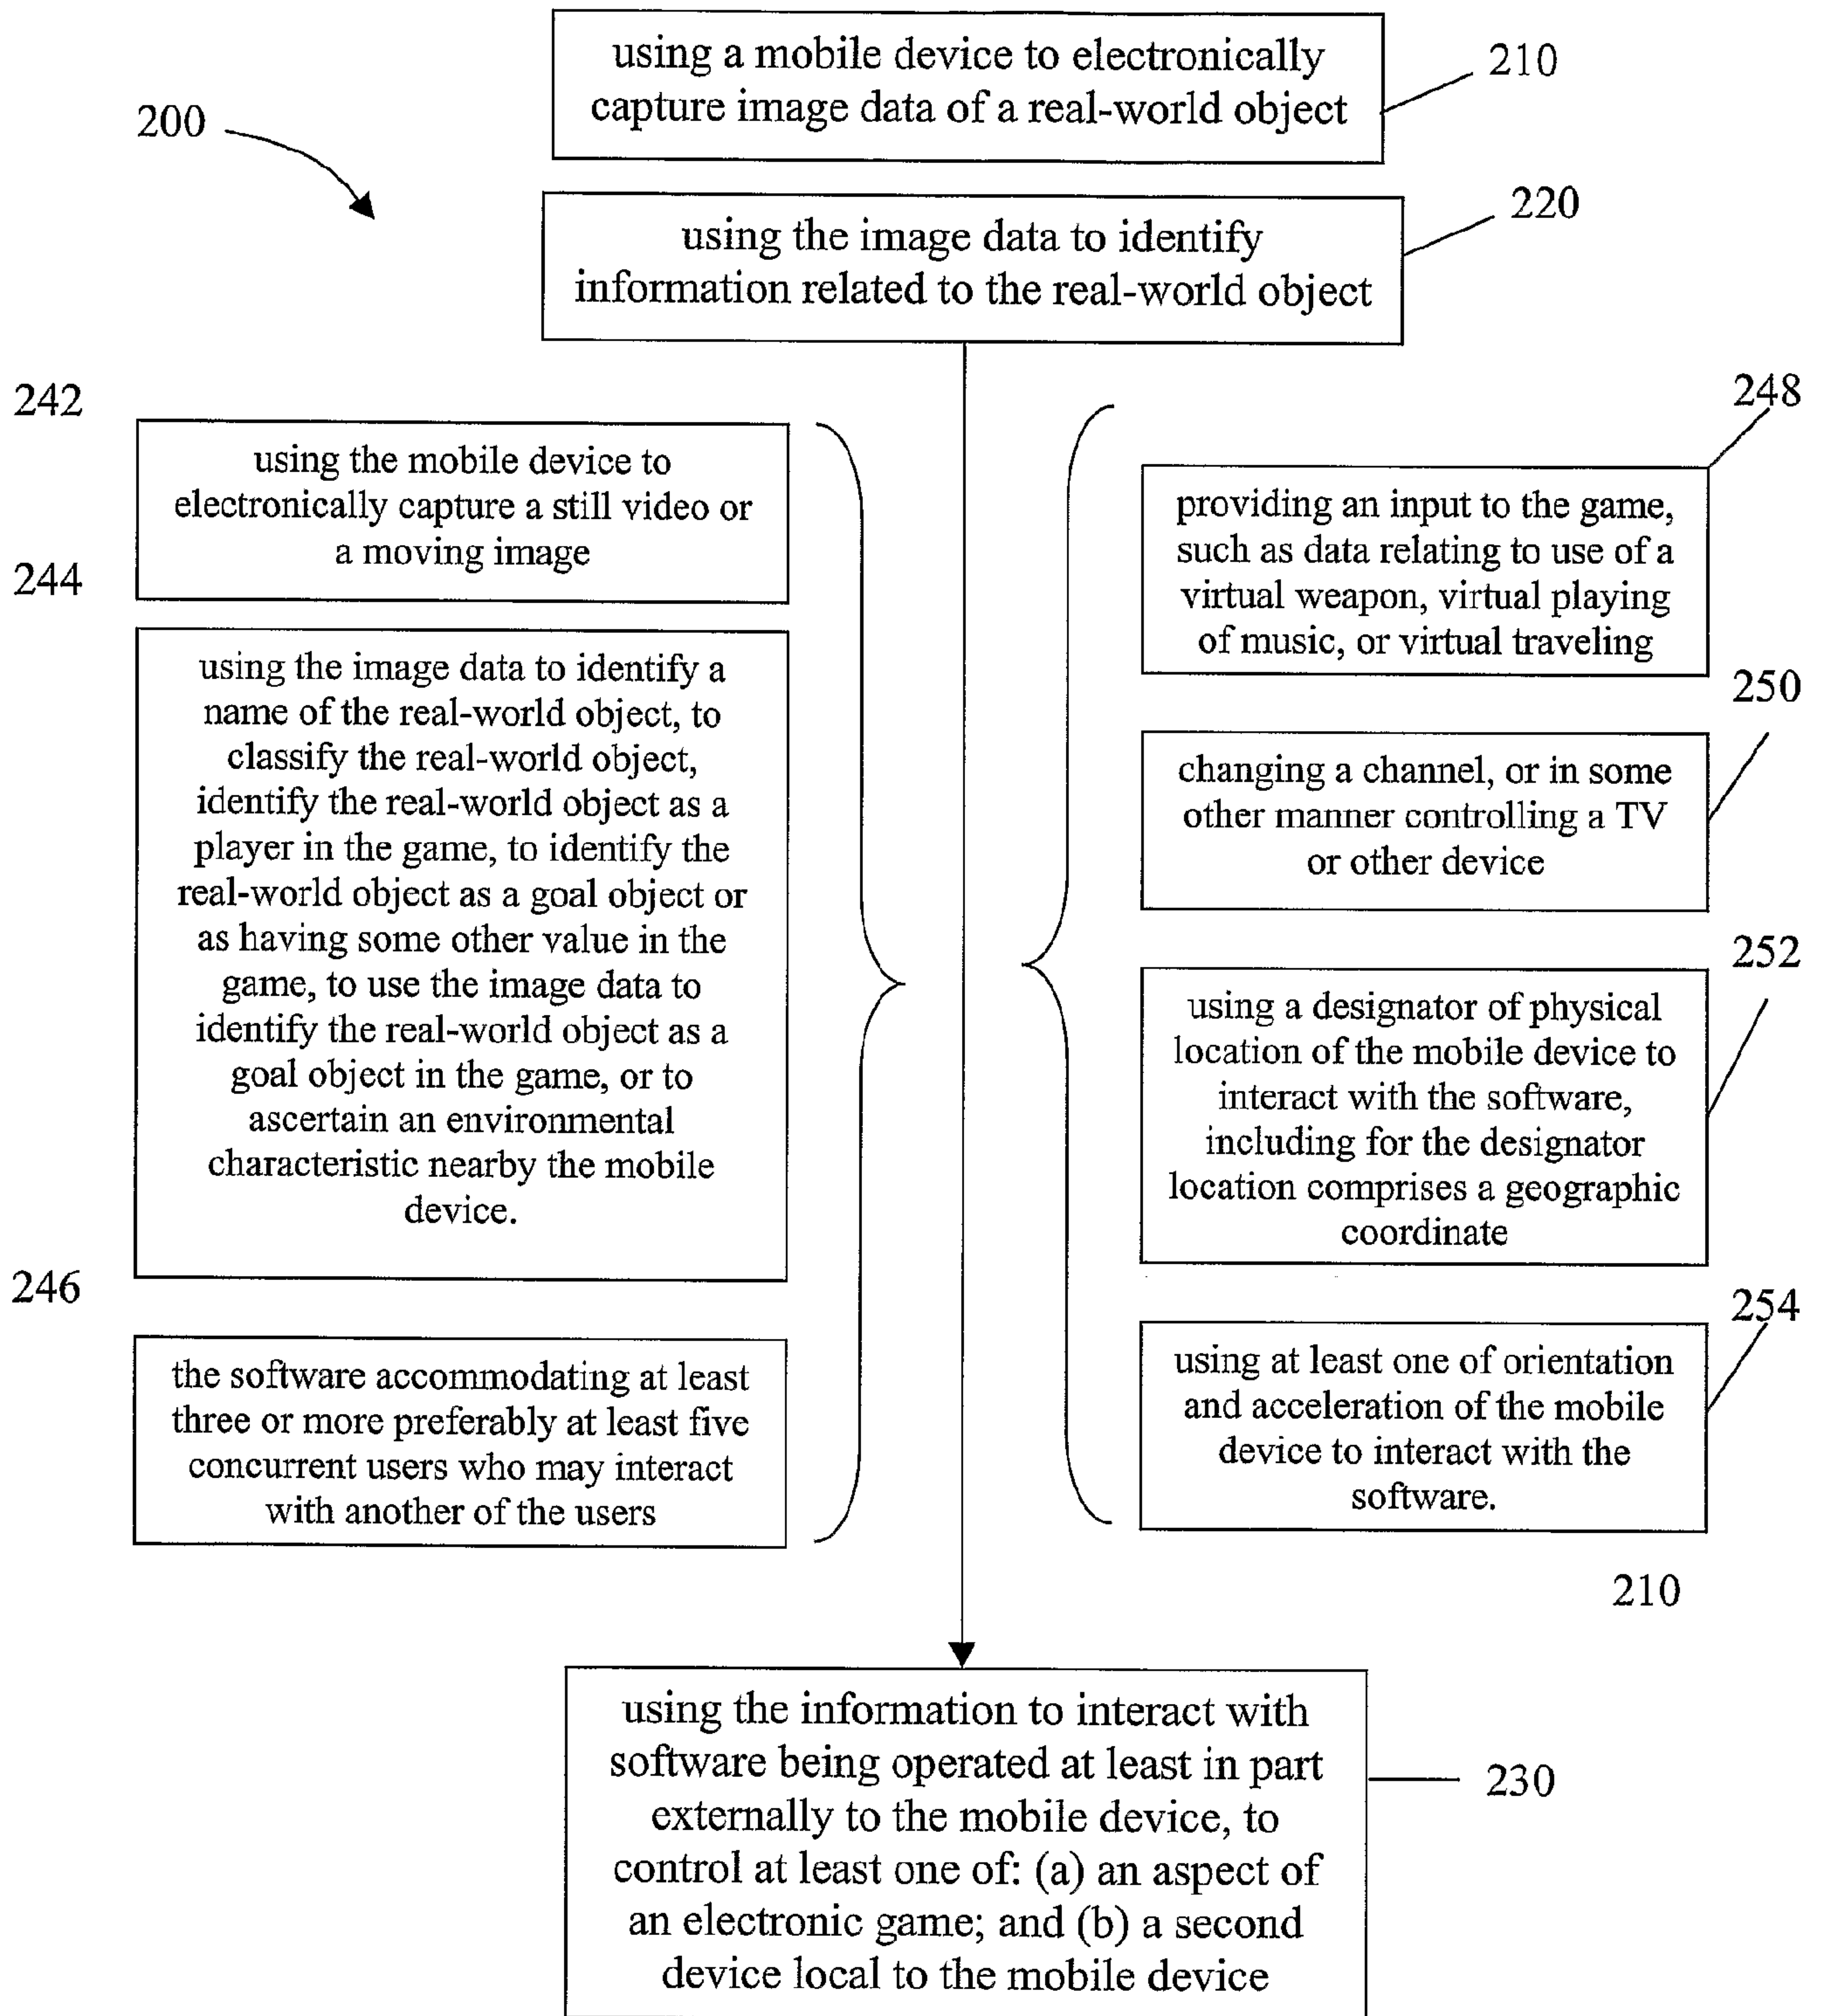 using a mobile device to electronically
capture image data of a real-world object
210
200
using the image data to identify
information related to the real-world object
220
242
using the mobile device to
electronically capture a still video or
a moving image
244
using the image data to identify a
name of the real-world object, to
classify the real-world object,
identify the real-world object as a
player in the game, to identify the
real-world object as a goal object or
as having some other value in the
game, to use the image data to
identify the real-world object as a
goal object in the game, or to
ascertain an environmental
characteristic nearby the mobile
device.
246
the software accommodating at least
three or more preferably at least five
concurrent users who may interact
with another of the users
248
providing an input to the game,
such as data relating to use of a
virtual weapon, virtual playing
of music, or virtual traveling
250
changing a channel, or in some
other manner controlling a TV
or other device
252
using a designator of physical
location of the mobile device to
interact with the software,
including for the designator
location comprises a geographic
coordinate
254
using at least one of orientation
and acceleration of the mobile
device to interact with the
software.
210
using the information to interact with
software being operated at least in part
externally to the mobile device, to
control at least one of: (a) an aspect of
an electronic game; and (b) a second
device local to the mobile device
230